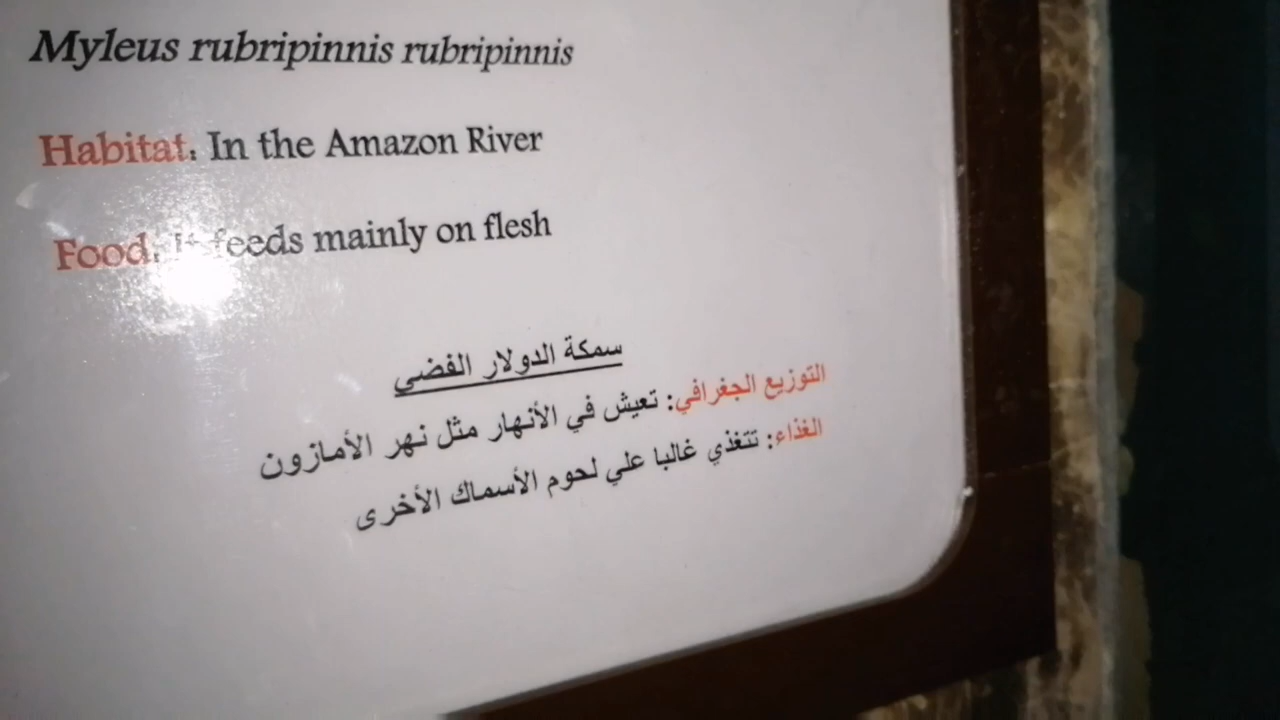 Myleus rubripinnis rubripinnis
Habitat: In the Amazon River
Food: It feeds mainly on flesh
سمكة الدولار الفضي
التوزيع الجغرافي: تعيش في الأنهار مثل نهر الأمازون
الغذاء: تتغذي غالبا علي لحوم الأسماك الأخرى